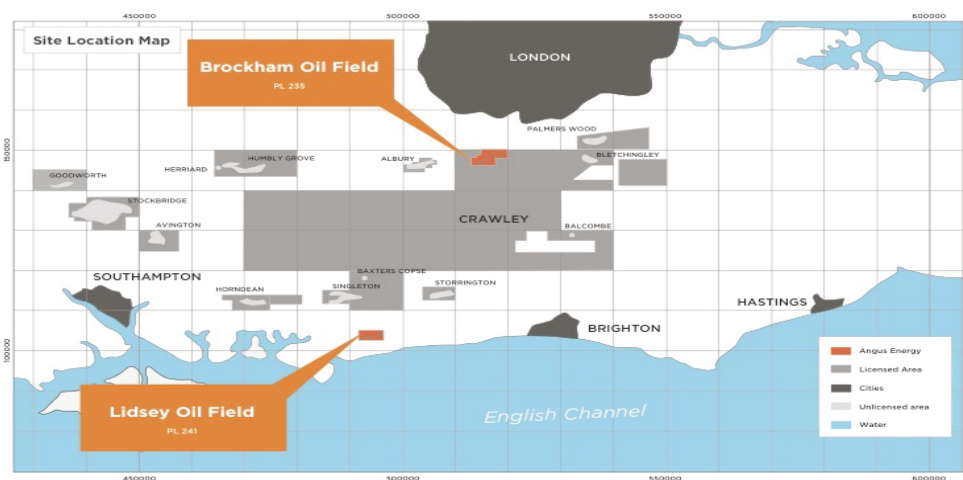 450000
500000
550000
600000
Site Location Map
Brockham Oil Field
PL 235
LONDON
PALMERS WOOD
150000
HUMBLY GROVE
ALBURY
BLETCHINGLEY
HERRIARD
GOODWORTH
STOCKBRIDGE
AVINGTON
CRAWLEY
BALCOMBE
SOUTHAMPTON
BAXTERS COPSE
HORNDEAN
SINGLETON
STORRINGTON
HASTINGS
BRIGHTON
100000
Angus Energy
Licensed Area
Cities
Unlicensed area
Water
Lidsey Oil Field
PL 241
English Channel
450000
500000
550000
600000